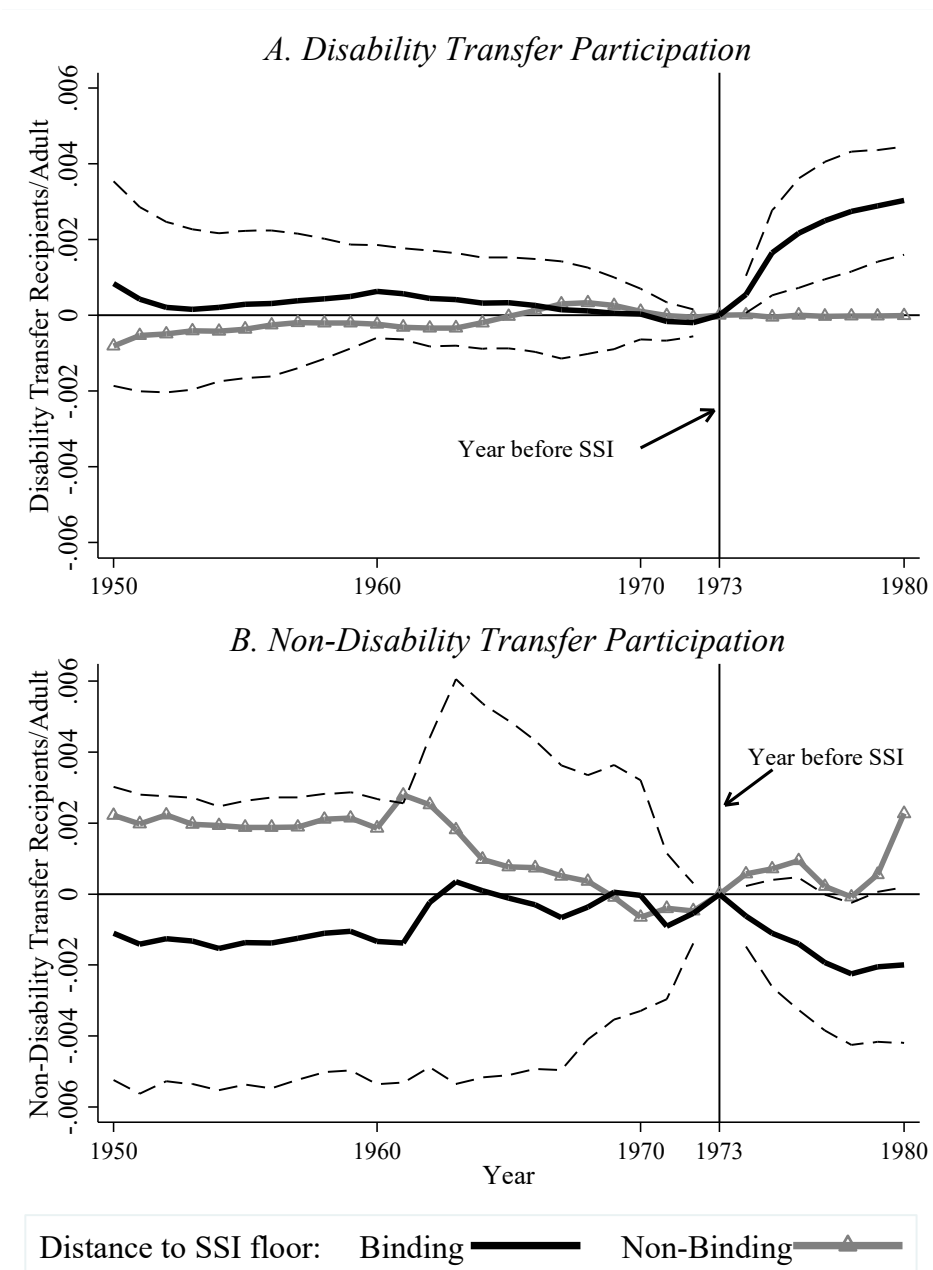 A. Disability Transfer Participation
Disability Transfer Recipients/Adult
.006
.004
.002
0
-.002
-.004
-.006
Year before SSI
1950 1960 1970 1973 1980
B. Non-Disability Transfer Participation
Non-Disability Transfer Recipients/Adult
.006
.004
.002
0
-.002
-.004
-.006
Year before SSI
1950 1960 1970 1973 1980
Year
Distance to SSI floor: Binding Non-Binding